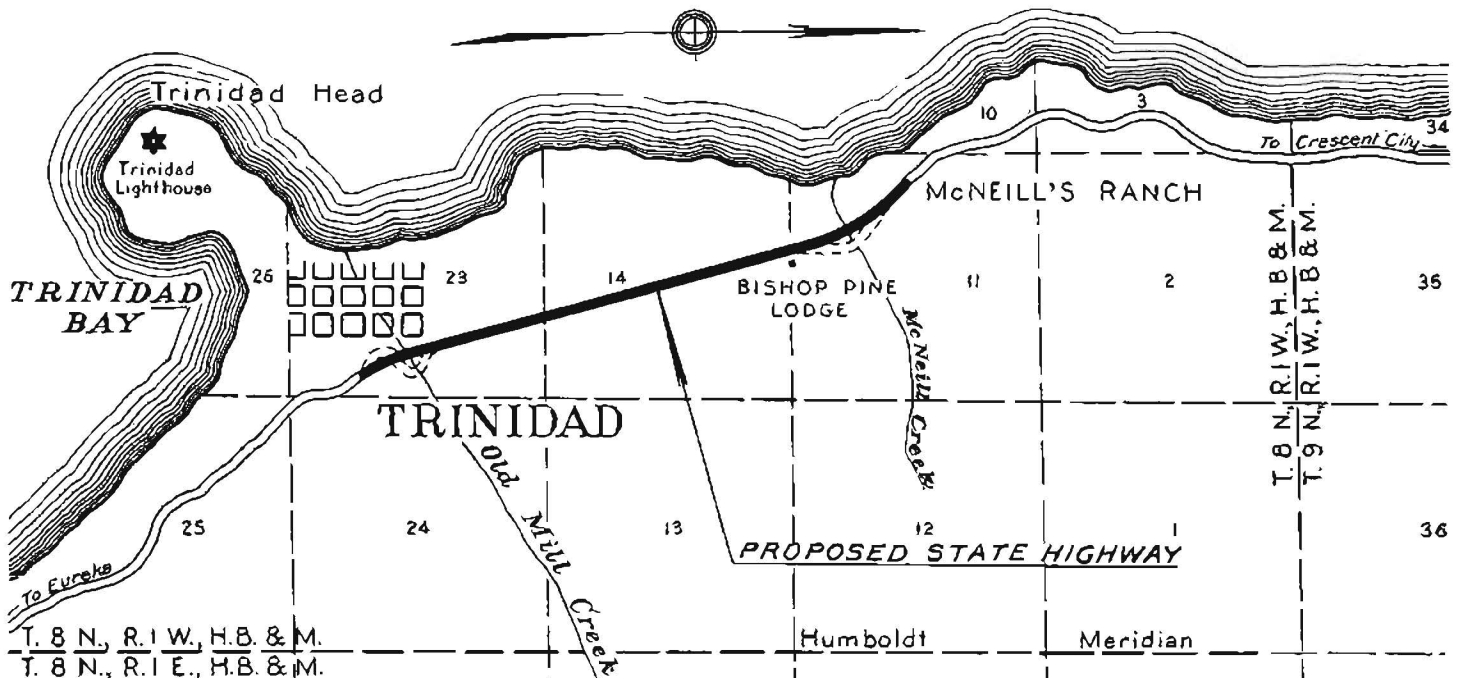 Trinidad Head
Trinidad
Lighthouse
TRINIDAD
BAY
26
23
14
10
3
34
To Crescent City
McNEILL'S RANCH
BISHOP PINE
LODGE
11
2
35
McNeill Creek
T. 8 N., R.1 W., H.B. & M.
T. 9 N., R.1 W., H.B. & M.
TRINIDAD
Old Mill Creek
25
24
13
12
1
36
PROPOSED STATE HIGHWAY
To Eureka
T. 8 N., R.1 W., H.B. & M.
T. 8 N., R.1 E., H.B. & M.
Humboldt Meridian